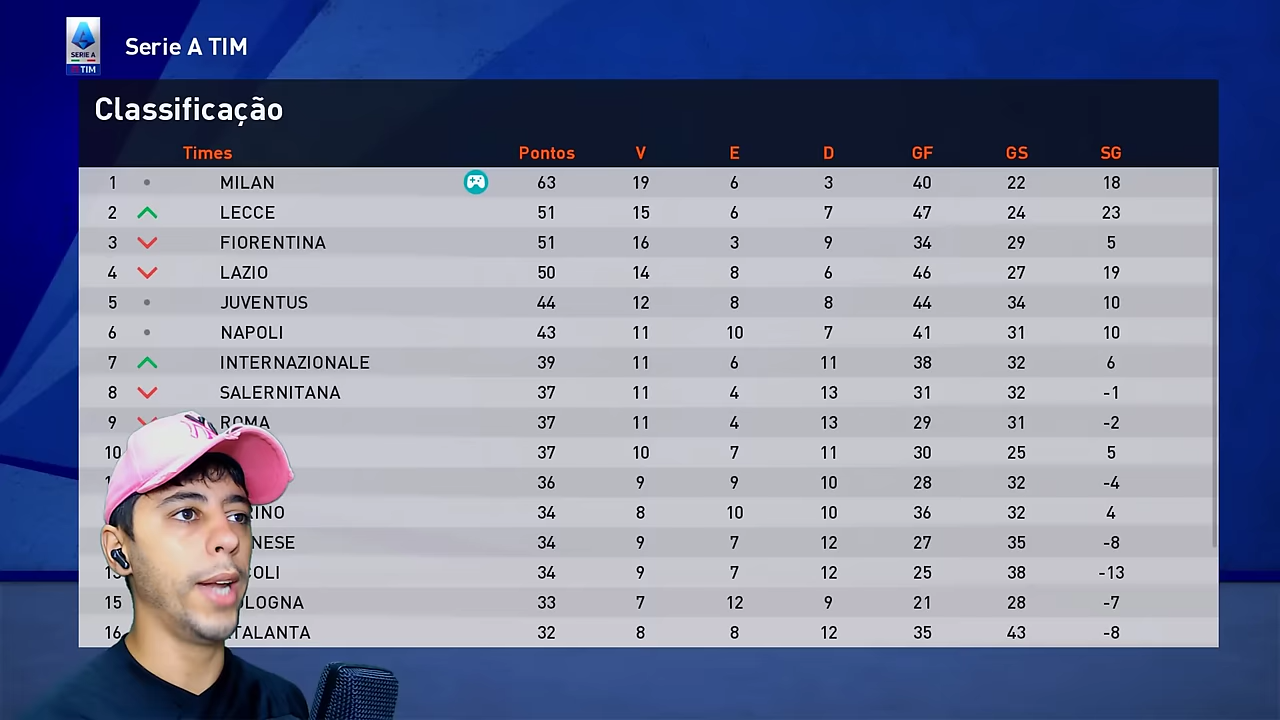 SERIE A
TIM
Serie A TIM
Classificação
Times Pontos V E D GF GS SG
1 MILAN 63 19 6 3 40 22 18
2 LECCE 51 15 6 7 47 24 23
3 FIORENTINA 51 16 3 9 34 29 5
4 LAZIO 50 14 8 6 46 27 19
5 JUVENTUS 44 12 8 8 44 34 10
6 NAPOLI 43 11 10 7 41 31 10
7 INTERNAZIONALE 39 11 6 11 38 32 6
8 SALERNITANA 37 11 4 13 31 32 -1
9 ROMA 37 11 4 13 29 31 -2
10 37 10 7 11 30 25 5
36 9 9 10 28 32 -4
RINO 34 8 10 10 36 32 4
NESE 34 9 7 12 27 35 -8
COLI 34 9 7 12 25 38 -13
15 OLOGNA 33 7 12 9 21 28 -7
16 TALANTA 32 8 8 12 35 43 -8